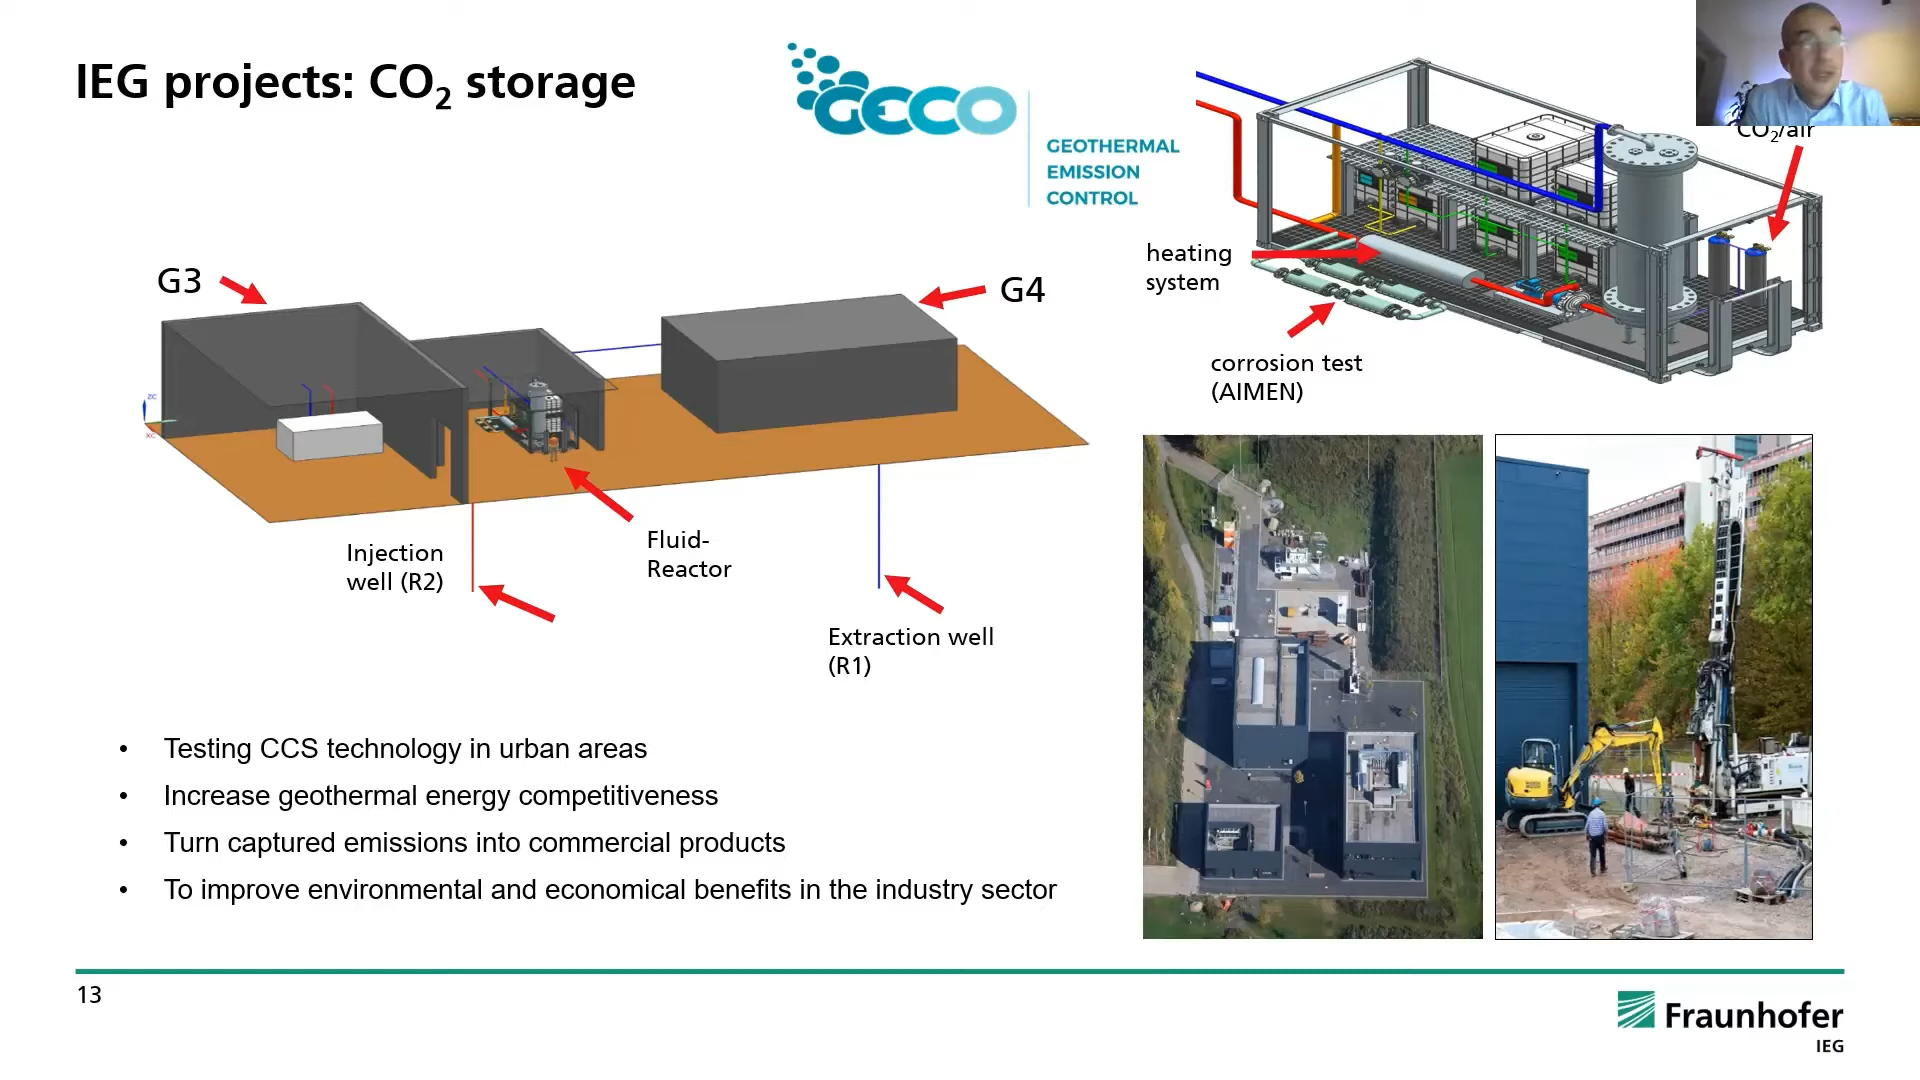 IEG projects: CO2 storage
GECO
GEOTHERMAL
EMISSION
CONTROL
CO2/air
heating
system
corrosion test
(AIMEN)
G3
G4
ZC
XC
Injection
well (R2)
Fluid-
Reactor
Extraction well
(R1)
• Testing CCS technology in urban areas
• Increase geothermal energy competitiveness
• Turn captured emissions into commercial products
• To improve environmental and economical benefits in the industry sector
13
Fraunhofer
IEG